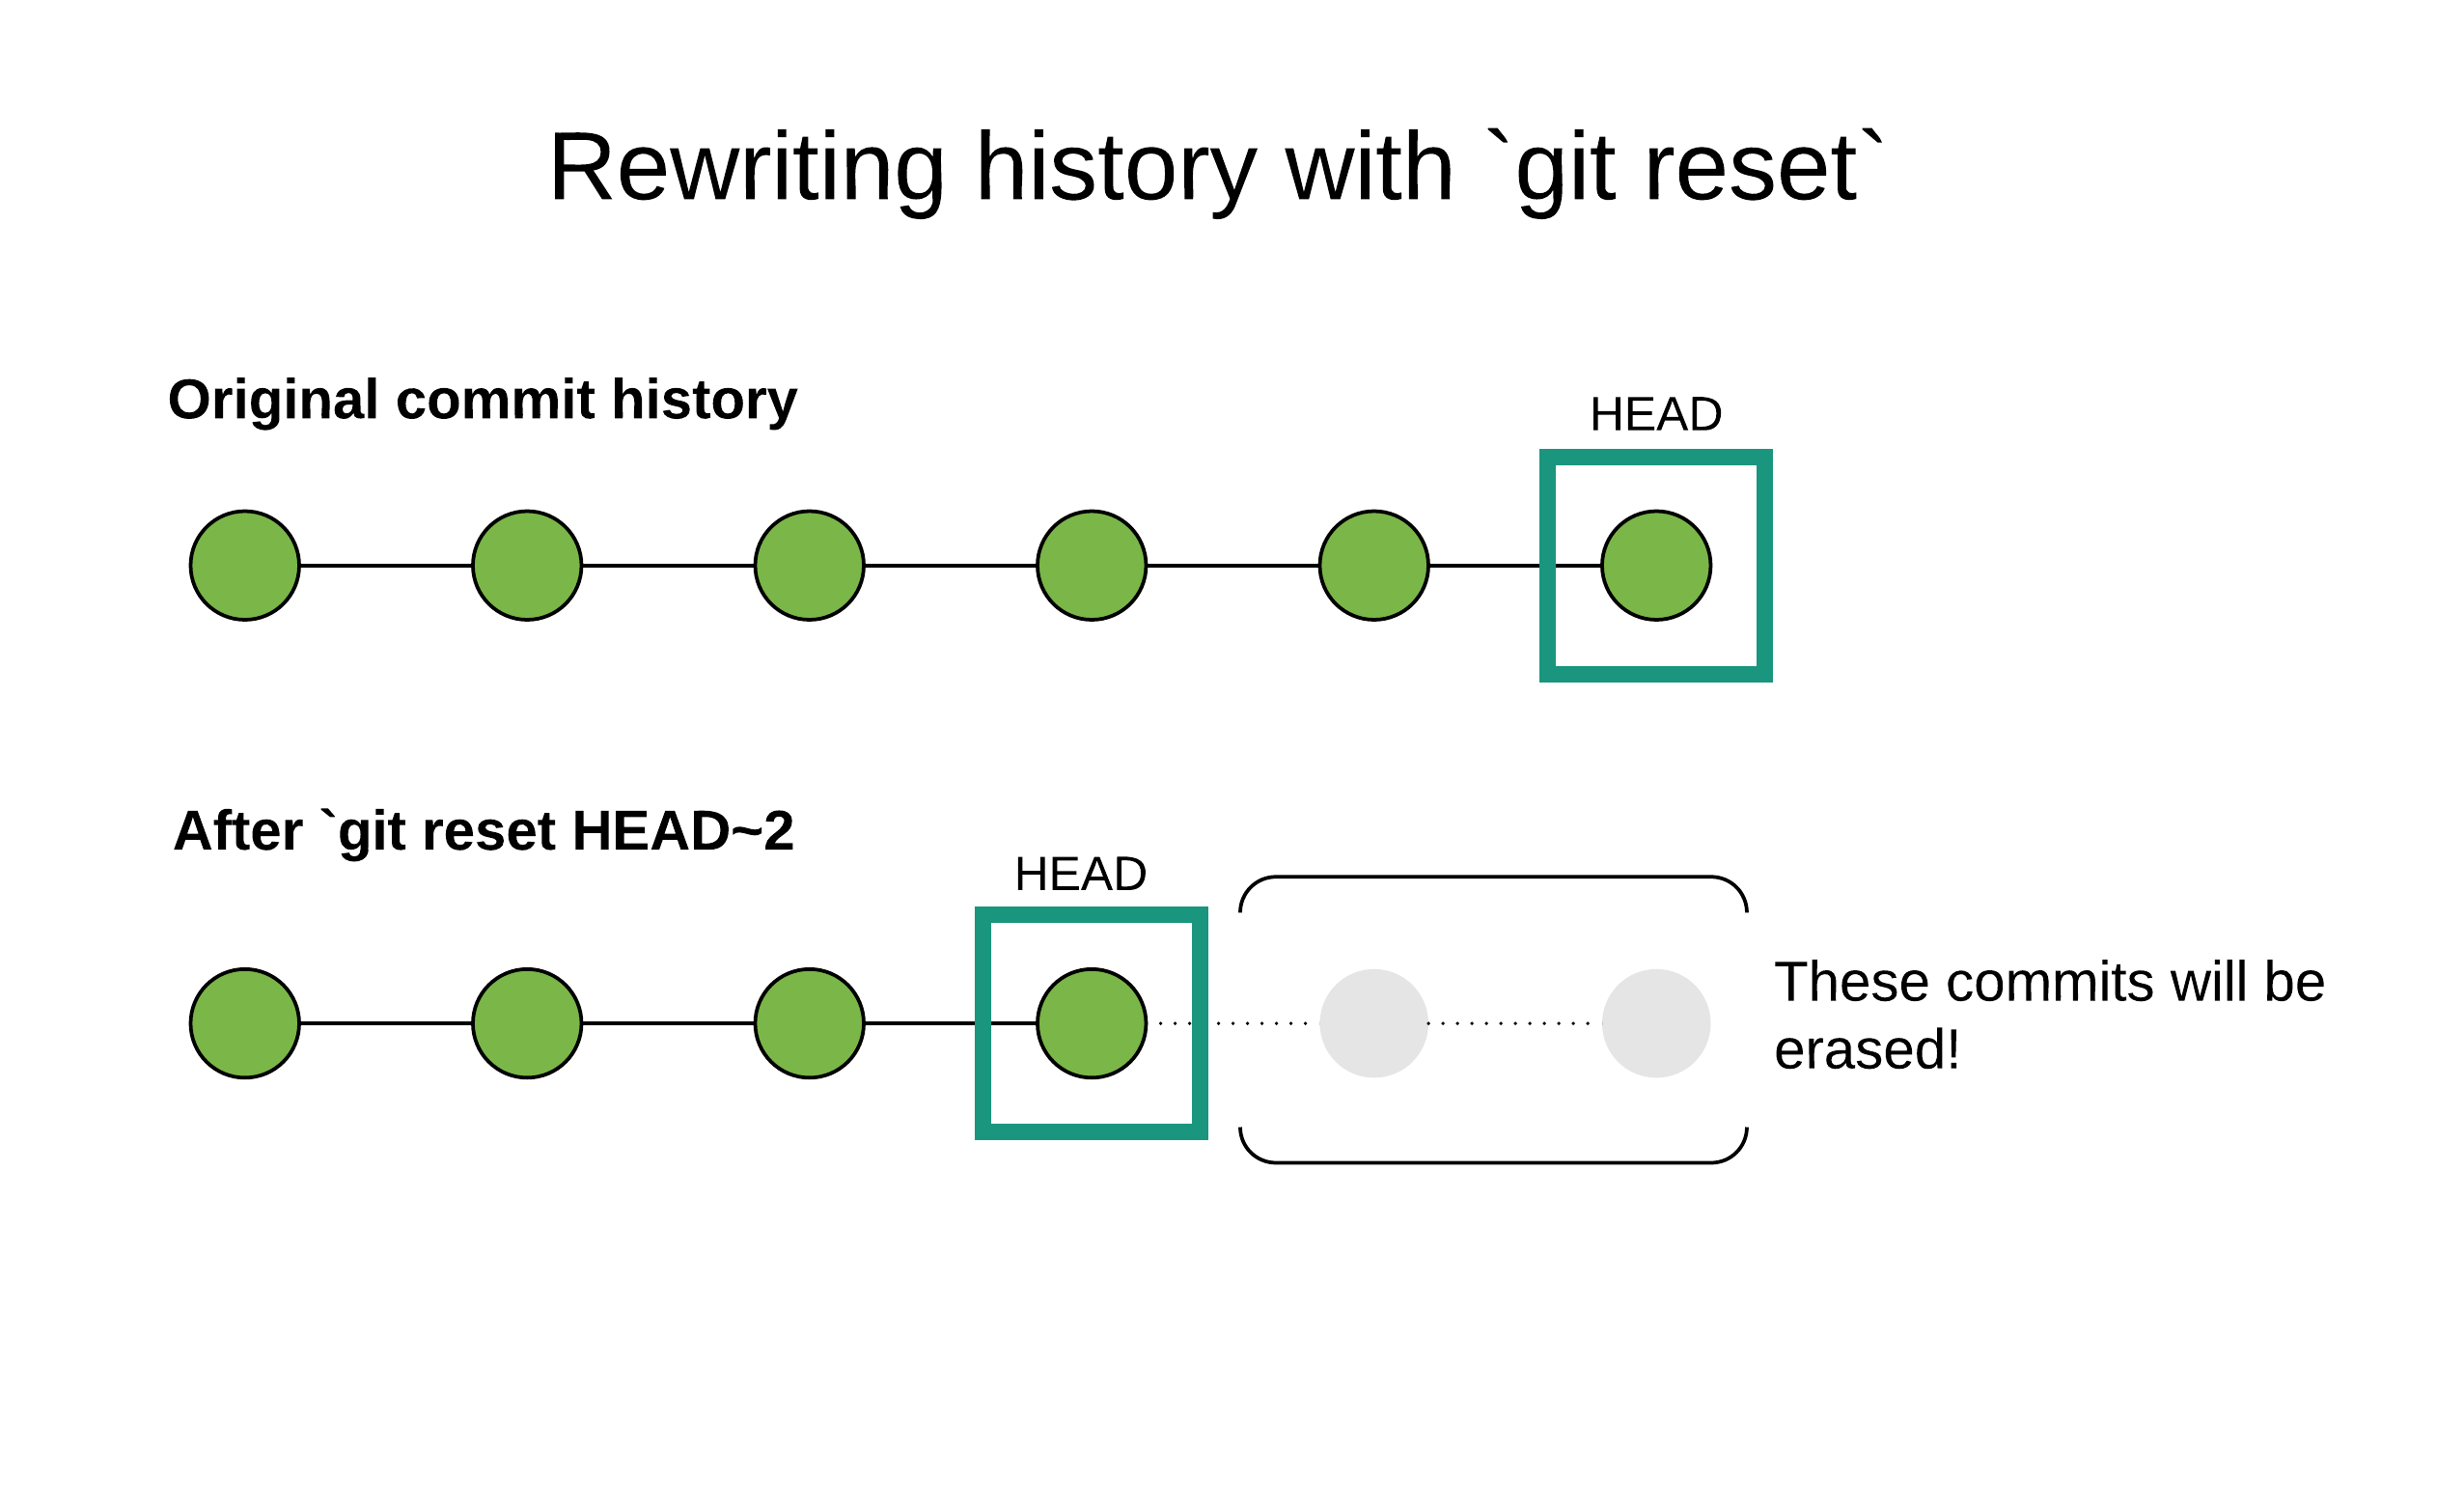 Rewriting history with `git reset`
Original commit history
HEAD
After `git reset HEAD~2
HEAD
These commits will be
erased!